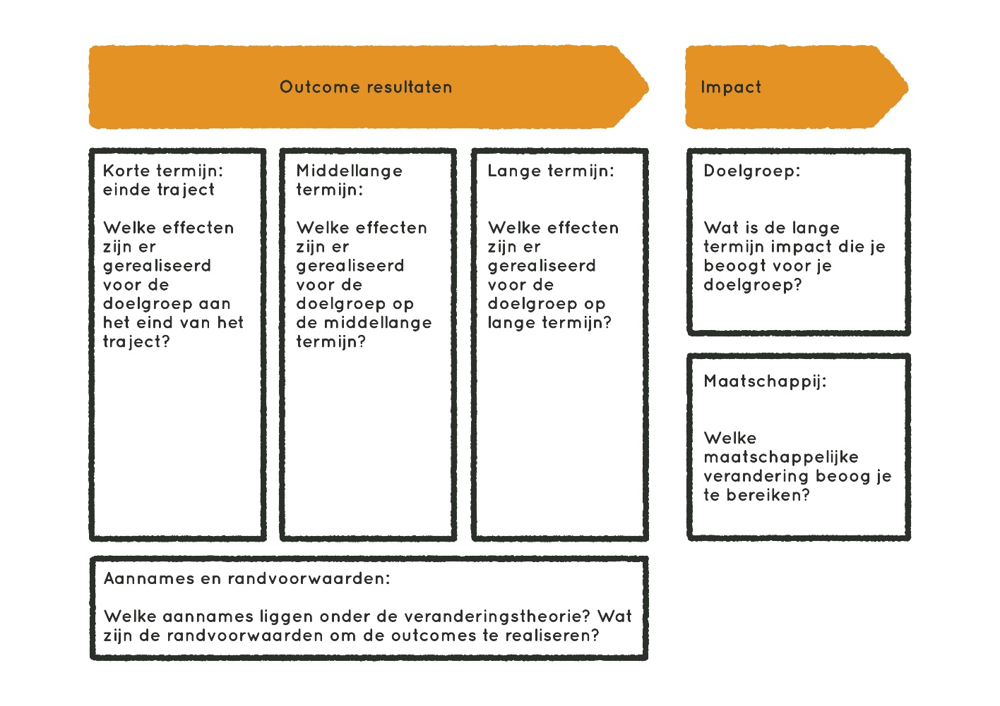 Outcome resultaten
Impact
Korte termijn:
einde traject
Welke effecten
zijn er
gerealiseerd
voor de
doelgroep aan
het eind van het
traject?
Middellange
termijn:
Welke effecten
zijn er
gerealiseerd
voor de
doelgroep op
de middellange
termijn?
Lange termijn:
Welke effecten
zijn er
gerealiseerd
voor de
doelgroep op
lange termijn?
Doelgroep:
Wat is de lange
termijn impact die je
beoogt voor je
doelgroep?
Maatschappij:
Welke
maatschappelijke
verandering beoog je
te bereiken?
Aannames en randvoorwaarden:
Welke aannames liggen onder de veranderingstheorie? Wat
zijn de randvoorwaarden om de outcomes te realiseren?